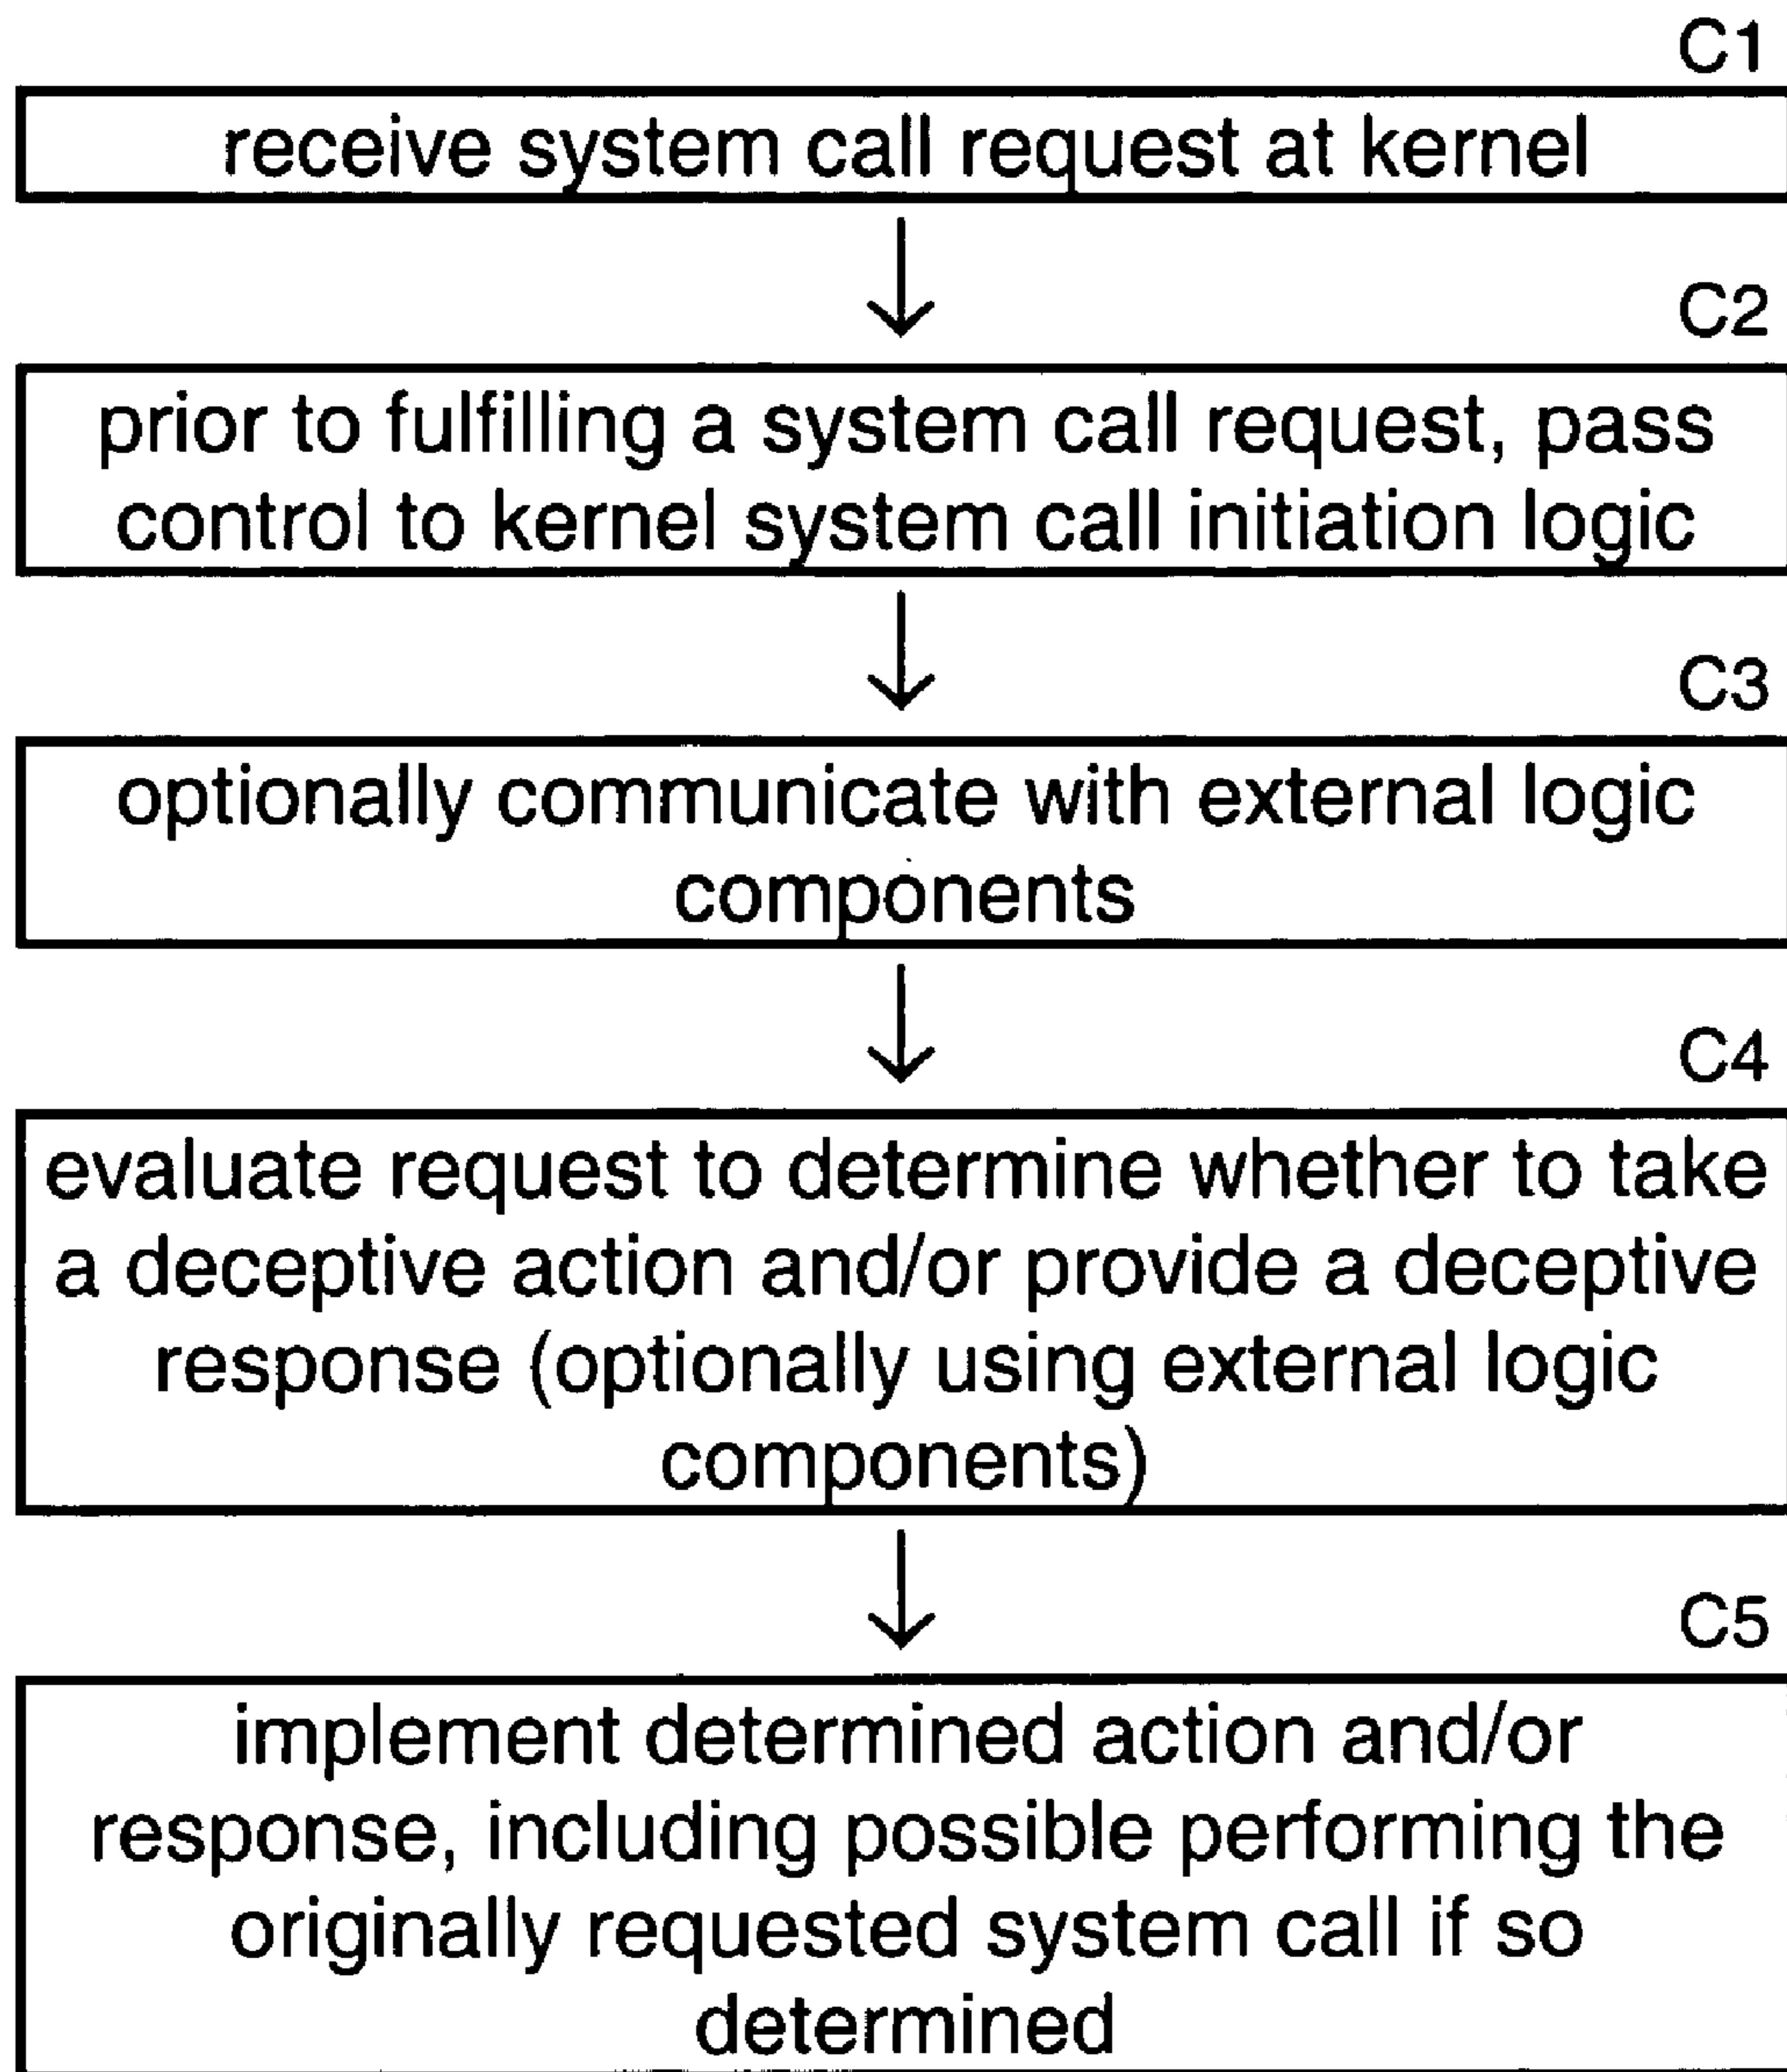 C1
receive system call request at kernel
C2
prior to fulfilling a system call request, pass
control to kernel system call initiation logic
C3
optionally communicate with external logic
components
C4
evaluate request to determine whether to take
a deceptive action and/or provide a deceptive
response (optionally using external logic
components)
C5
implement determined action and/or
response, including possible performing the
originally requested system call if so
determined